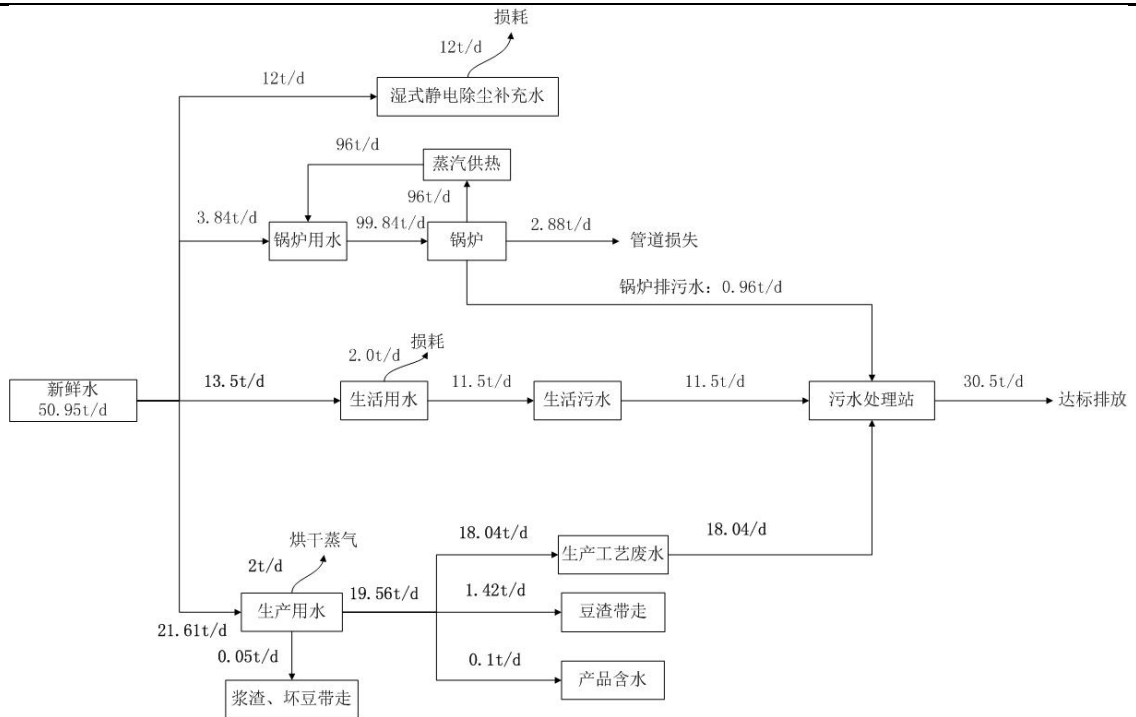 损耗
12t/d
12t/d
湿式静电除尘补充水
96t/d
蒸汽供热
96t/d
3.84t/d
锅炉用水
99.84t/d
锅炉
2.88t/d
管道损失
锅炉排污水：0.96t/d
损耗
2.0t/d
新鲜水
50.95t/d
13.5t/d
生活用水
11.5t/d
生活污水
11.5t/d
污水处理站
30.5t/d
达标排放
烘干蒸气
2t/d
18.04t/d
生产工艺废水
18.04/d
21.61t/d
生产用水
19.56t/d
1.42t/d
豆渣带走
0.05t/d
浆渣、坏豆带走
0.1t/d
产品含水